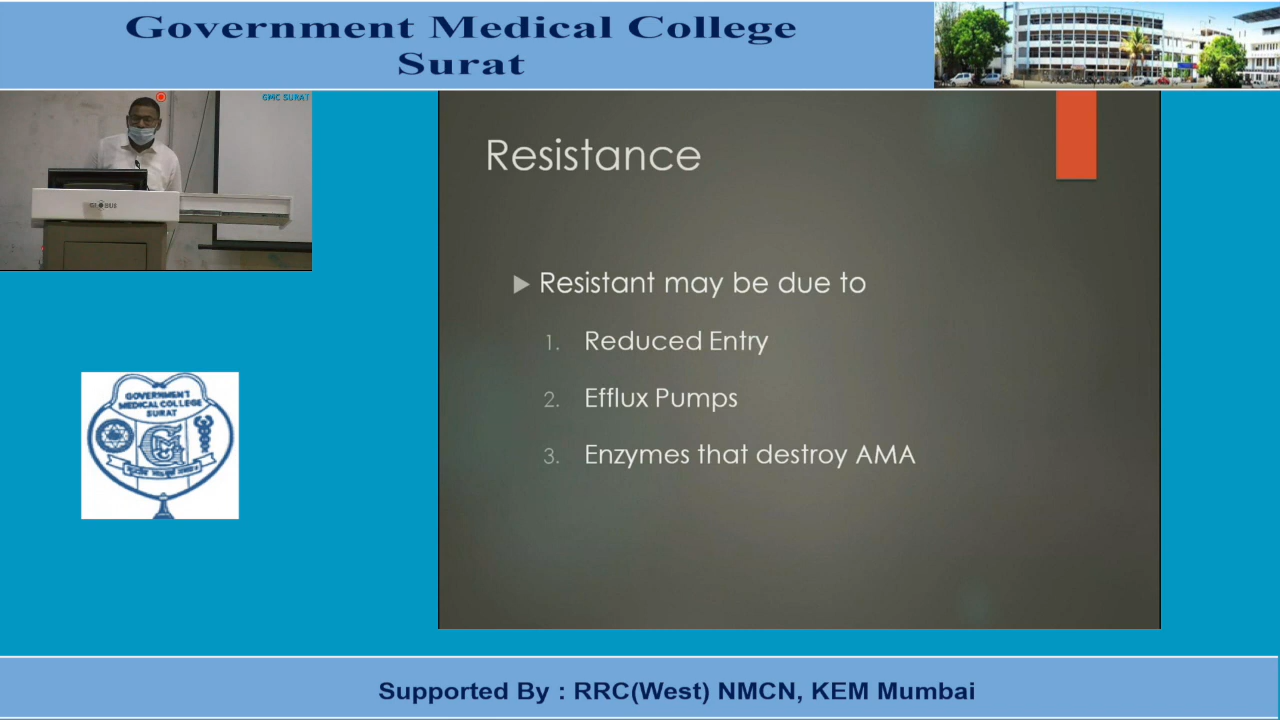 Government Medical College
Surat
GMC SURAT
Resistance
Resistant may be due to
1. Reduced Entry
2. Efflux Pumps
3. Enzymes that destroy AMA
GOVERNMENT
MEDICAL COLLEGE
SURAT
Supported By : RRC(West) NMCN, KEM Mumbai